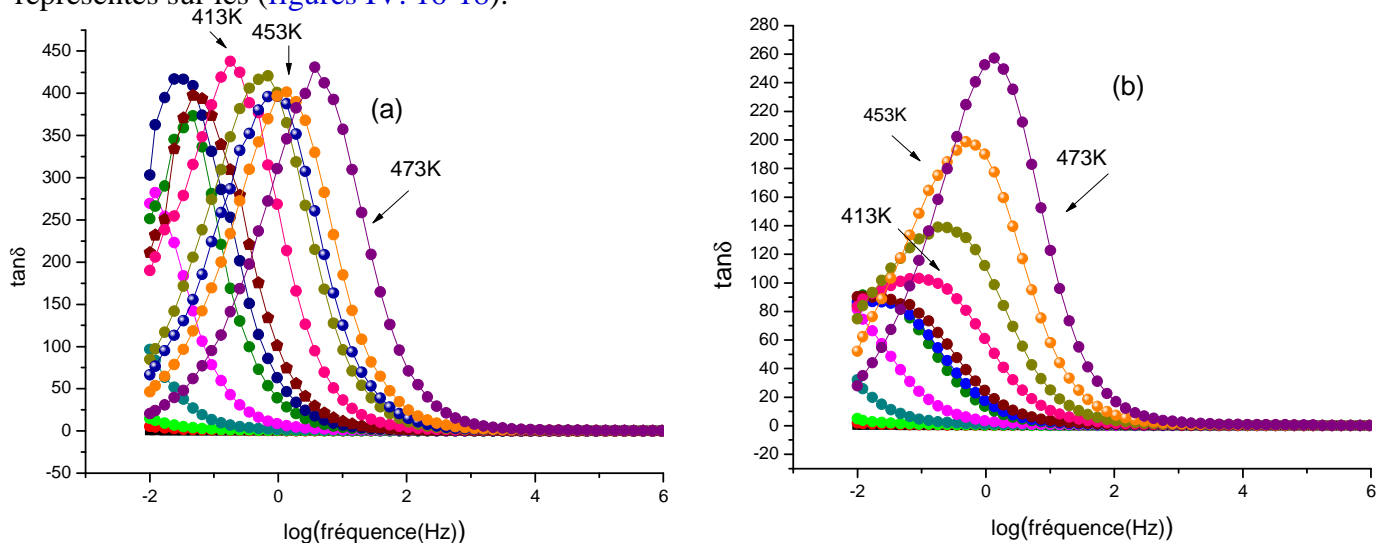 représentés sur les (figures IV. 16-18).
413K
453K
(a)
473K
450
400
350
300
250
200
150
100
50
0
-50
tanδ
-2
0
2
4
6
log(fréquence(Hz))
(b)
453K
473K
413K
280
260
240
220
200
180
160
140
120
100
80
60
40
20
0
-20
tanδ
-2
0
2
4
6
log(fréquence(Hz))